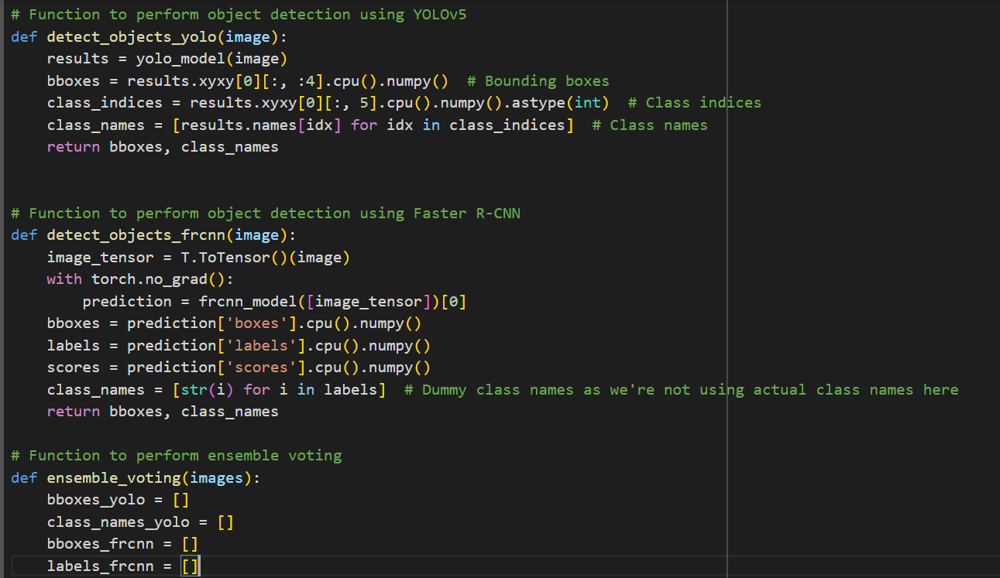 # Function to perform object detection using YOLOv5
def detect_objects_yolo(image):
    results = yolo_model(image)
    bboxes = results.xyxy[0][:, :4].cpu().numpy()  # Bounding boxes
    class_indices = results.xyxy[0][:, 5].cpu().numpy().astype(int)  # Class indices
    class_names = [results.names[idx] for idx in class_indices]  # Class names
    return bboxes, class_names


# Function to perform object detection using Faster R-CNN
def detect_objects_frcnn(image):
    image_tensor = T.ToTensor()(image)
    with torch.no_grad():
        prediction = frcnn_model([image_tensor])[0]
    bboxes = prediction['boxes'].cpu().numpy()
    labels = prediction['labels'].cpu().numpy()
    scores = prediction['scores'].cpu().numpy()
    class_names = [str(i) for i in labels]  # Dummy class names as we're not using actual class names here
    return bboxes, class_names

# Function to perform ensemble voting
def ensemble_voting(images):
    bboxes_yolo = []
    class_names_yolo = []
    bboxes_frcnn = []
    labels_frcnn = []